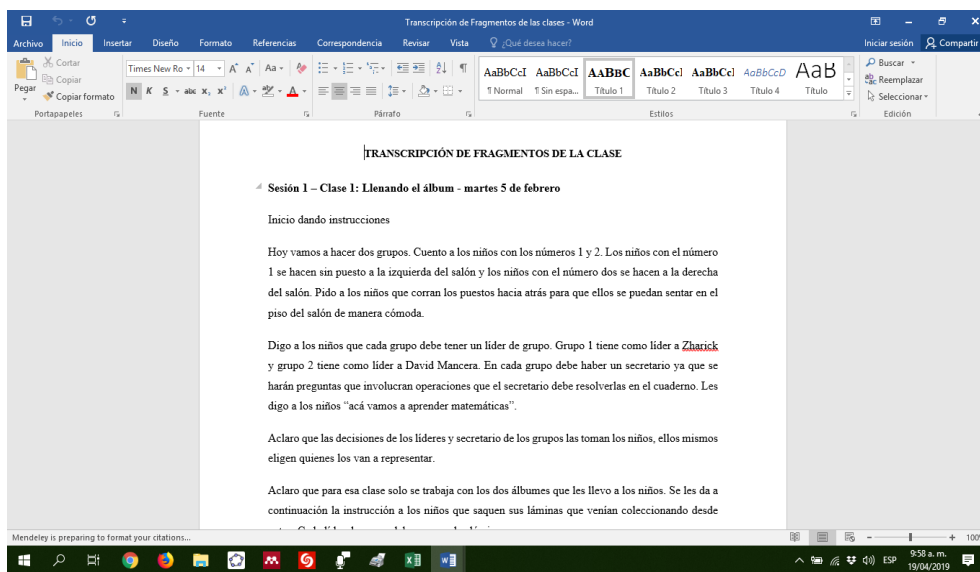 Transcripción de Fragmentos de las clases - Word
Archivo Inicio Insertar Diseño Formato Referencias Correspondencia Revisar Vista ¿Qué desea hacer? Iniciar sesión Compartir
Pegar
Cortar
Copiar
Copiar formato
Portapapeles
Times New Ro 14
N K S abc x₂ x²
Fuente
Párrafo
AaBbCcI AaBbCcI AaBBC AaBbCcl AaBbCcl AaBbCcD AaB
¶ Normal ¶ Sin espa... Título 1 Título 2 Título 3 Título 4 Título
Estilos
Buscar
Reemplazar
Seleccionar
Edición
TRANSCRIPCIÓN DE FRAGMENTOS DE LA CLASE
Sesión 1 – Clase 1: Llenando el álbum - martes 5 de febrero
Inicio dando instrucciones
Hoy vamos a hacer dos grupos. Cuento a los niños con los números 1 y 2. Los niños con el número
1 se hacen sin puesto a la izquierda del salón y los niños con el número dos se hacen a la derecha
del salón. Pido a los niños que corran los puestos hacia atrás para que ellos se puedan sentar en el
piso del salón de manera cómoda.
Digo a los niños que cada grupo debe tener un líder de grupo. Grupo 1 tiene como líder a Zharick
y grupo 2 tiene como líder a David Mancera. En cada grupo debe haber un secretario ya que se
harán preguntas que involucran operaciones que el secretario debe resolverlas en el cuaderno. Les
digo a los niños “acá vamos a aprender matemáticas”.
Aclaro que las decisiones de los líderes y secretario de los grupos las toman los niños, ellos mismos
eligen quienes los van a representar.
Aclaro que para esa clase solo se trabaja con los dos álbumes que les llevo a los niños. Se les da a
continuación la instrucción a los niños que saquen sus láminas que venían coleccionando desde
Mendeley is preparing to format your citations...
100
ESP
9:58 a. m.
19/04/2019